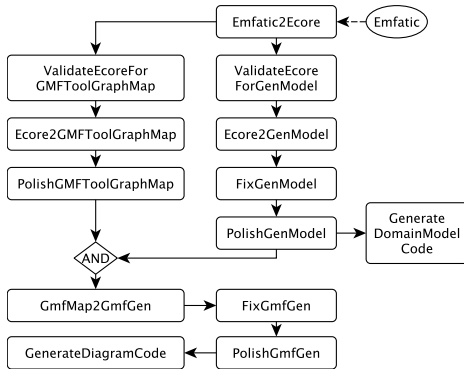 Emfatic2Ecore
Emfatic
ValidateEcoreFor
GMFToolGraphMap
ValidateEcore
ForGenModel
Ecore2GMFToolGraphMap
Ecore2GenModel
PolishGMFToolGraphMap
FixGenModel
PolishGenModel
Generate
DomainModel
Code
AND
GmfMap2GmfGen
FixGmfGen
GenerateDiagramCode
PolishGmfGen